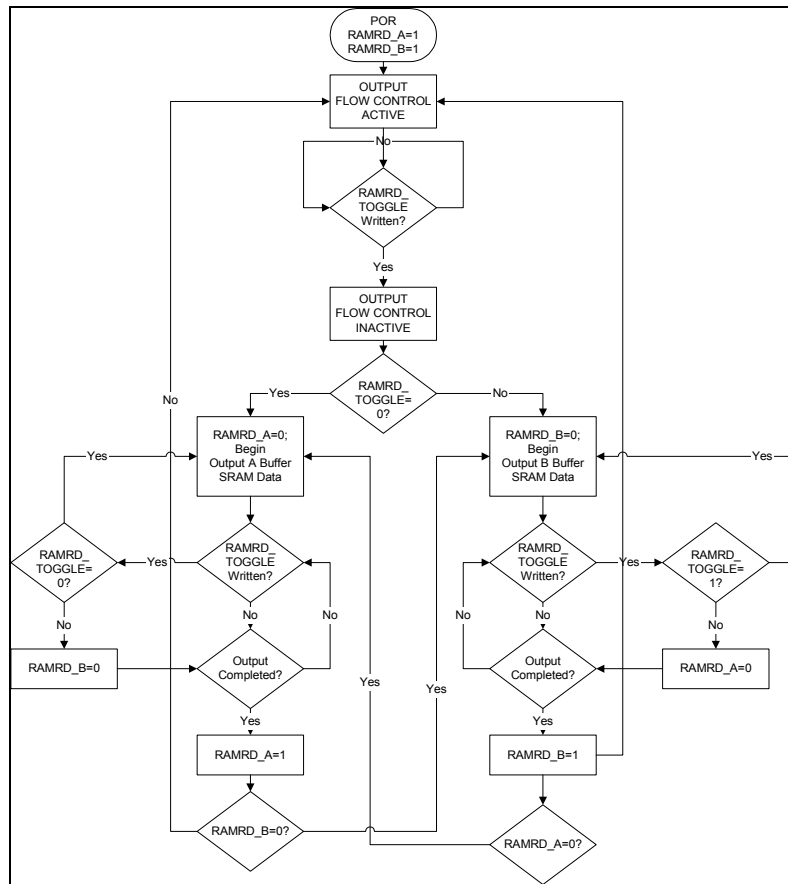 POR
RAMRD_A=1
RAMRD_B=1
OUTPUT
FLOW CONTROL
ACTIVE
No
RAMRD_
TOGGLE
Written?
Yes
OUTPUT
FLOW CONTROL
INACTIVE
No
Yes
RAMRD_
TOGGLE=
0?
No
RAMRD_A=0;
Begin
Output A Buffer
SRAM Data
RAMRD_B=0;
Begin
Output B Buffer
SRAM Data
Yes
Yes
RAMRD_
TOGGLE=
0?
Yes
RAMRD_
TOGGLE
Written?
RAMRD_
TOGGLE
Written?
Yes
RAMRD_
TOGGLE=
1?
No
No
No
No
No
No
RAMRD_B=0
Output
Completed?
Yes
Yes
Output
Completed?
RAMRD_A=0
Yes
Yes
RAMRD_A=1
RAMRD_B=1
RAMRD_B=0?
RAMRD_A=0?